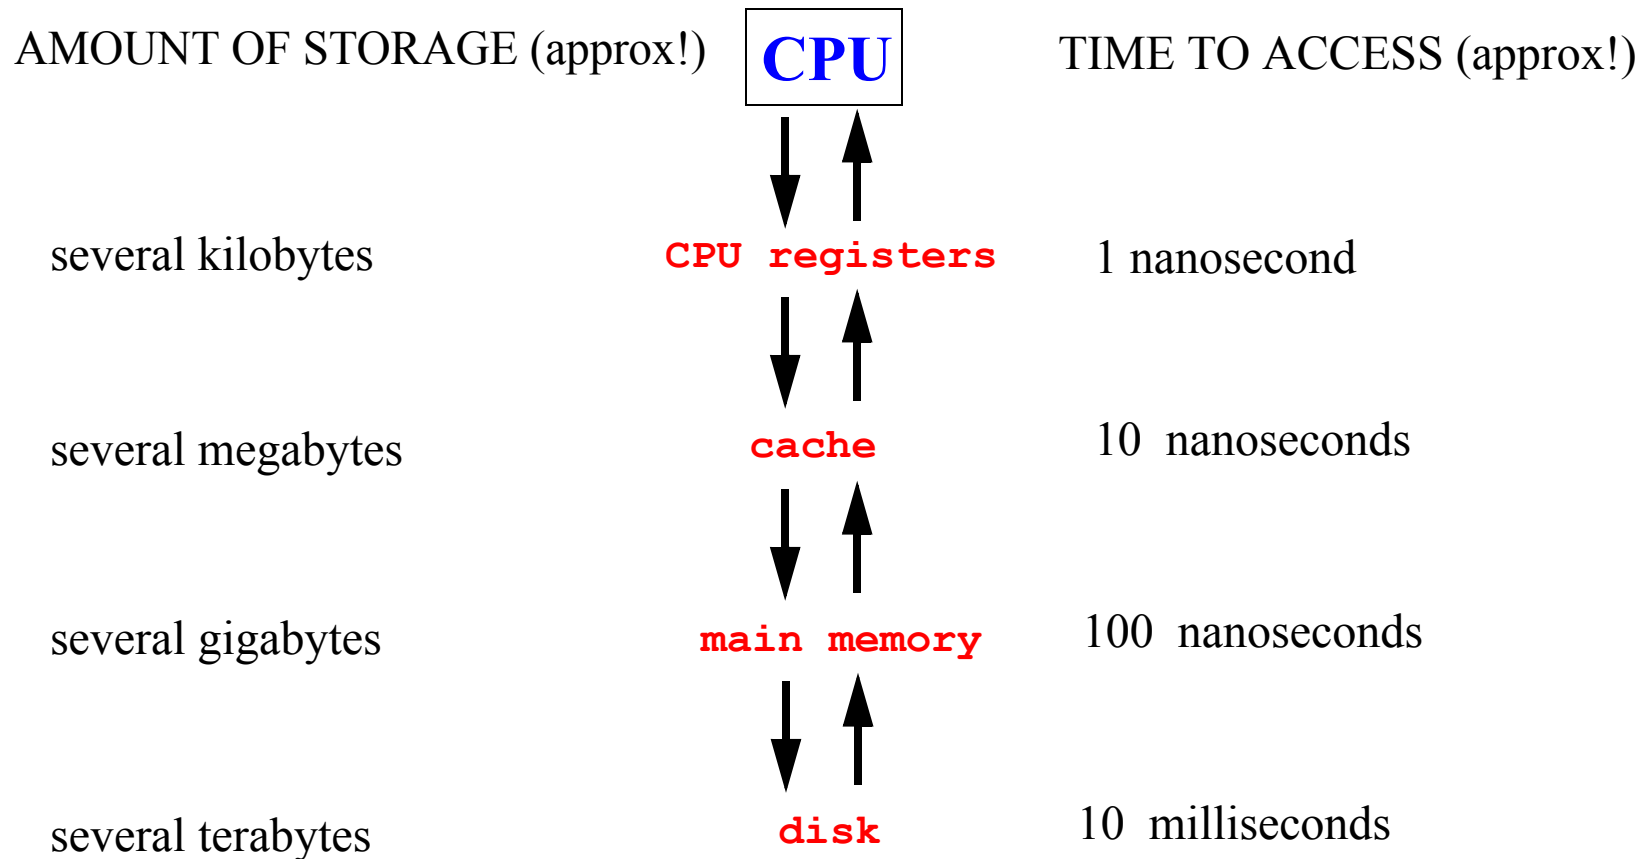 AMOUNT OF STORAGE (approx!)
CPU
TIME TO ACCESS (approx!)
several kilobytes
CPU registers
1 nanosecond
several megabytes
cache
10 nanoseconds
several gigabytes
main memory
100 nanoseconds
several terabytes
disk
10 milliseconds